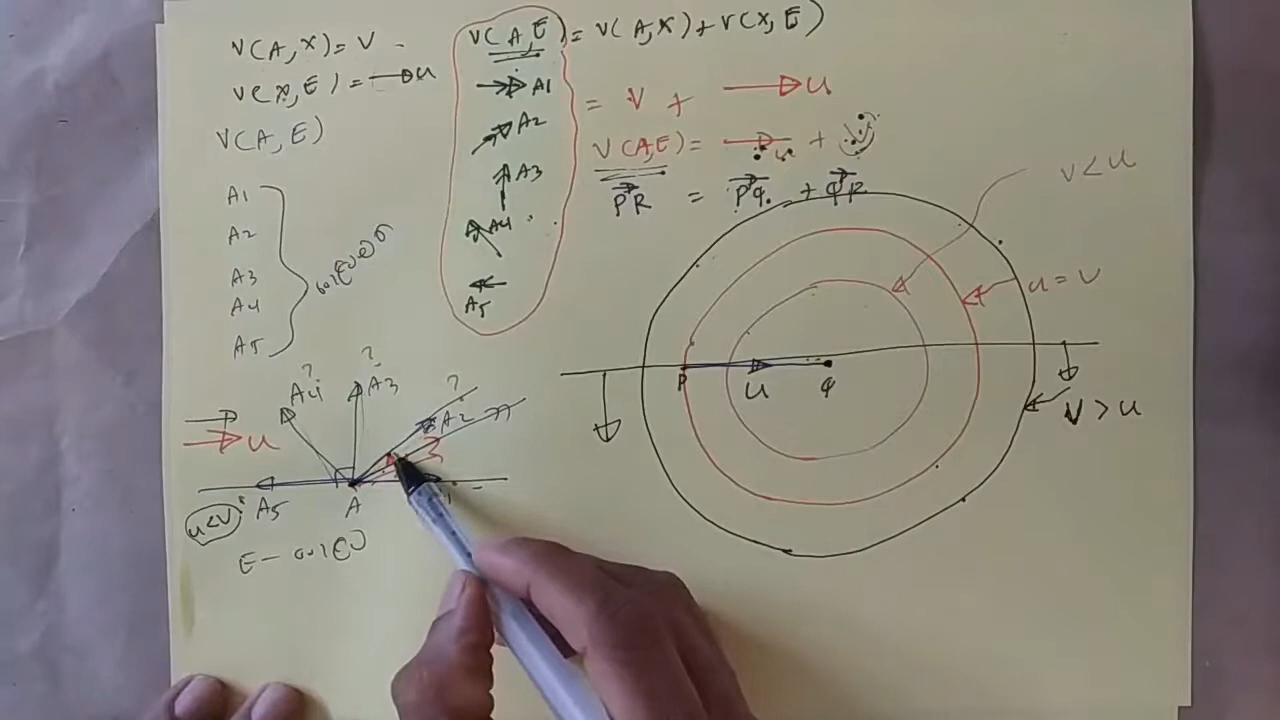 V(A,X) = V
V(X,E) = u
V(A,E)
A1
A2
A3
A4
A5
V(A,E) = V(A,X) + V(X,E)
A1
A2
A3
A4
A5
= V + u
V(A,E) = u +
PR = PQ + QR
V<u
u = V
V > u
P
u
Q
u
A4 ?
A3 ?
A2 ?
A5
A
u<V
E -